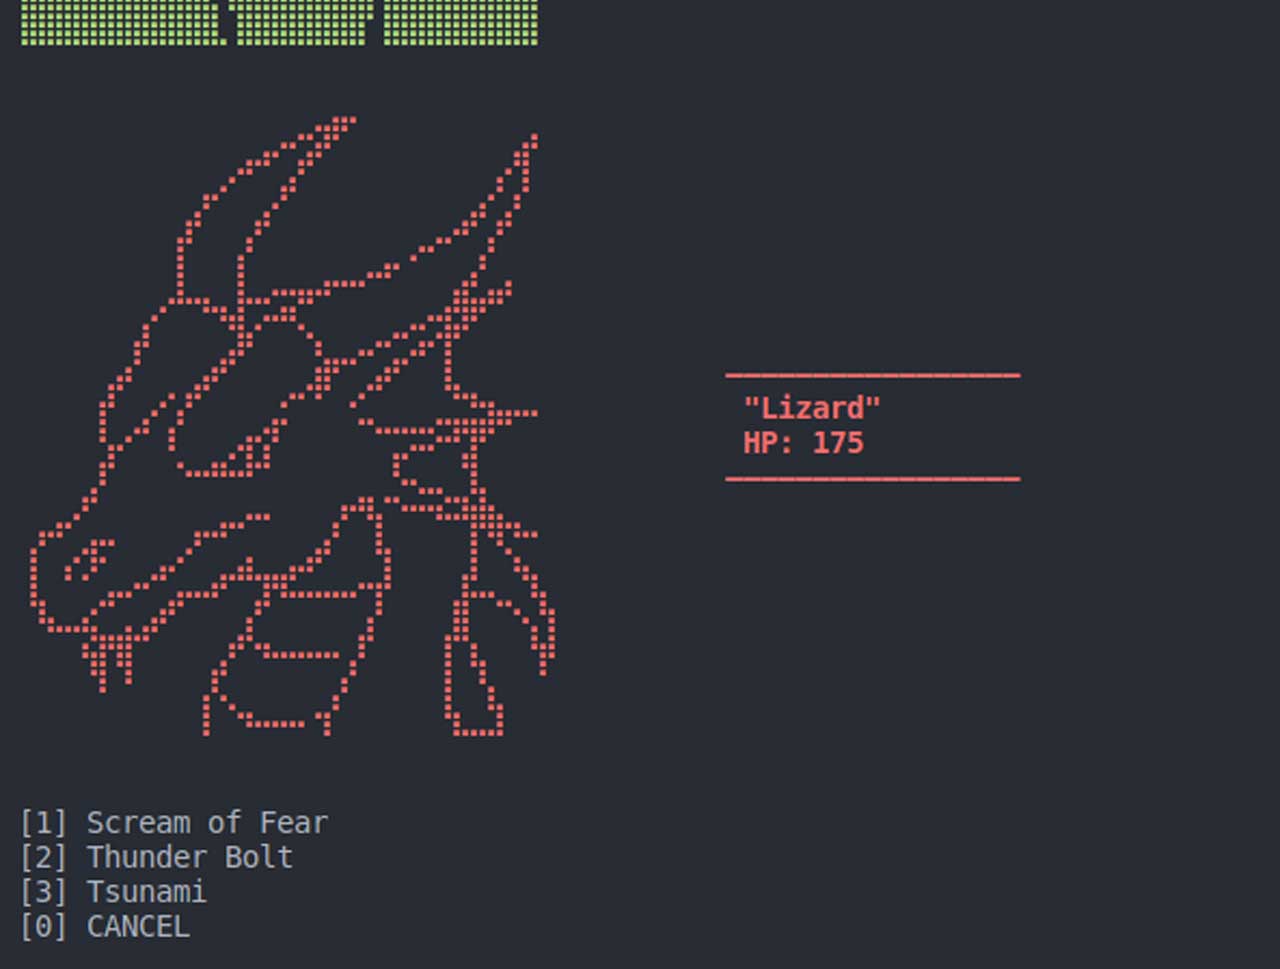 "Lizard"
HP: 175
[1] Scream of Fear
[2] Thunder Bolt
[3] Tsunami
[0] CANCEL